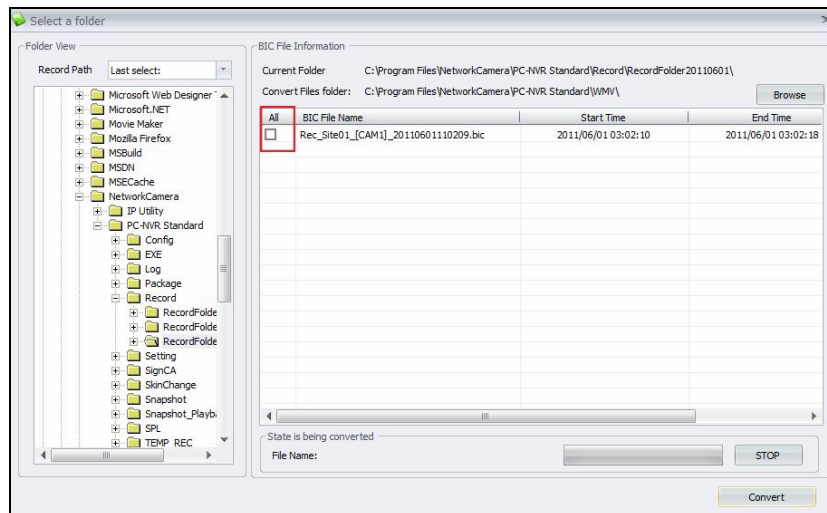 Select a folder
Folder View
Record Path Last select:
Microsoft Web Designer
Microsoft.NET
Movie Maker
Mozilla Firefox
MSBuild
MSDN
MSECache
NetworkCamera
IP Utility
PC-NVR Standard
Config
EXE
Log
Package
Record
RecordFolde
RecordFolde
RecordFolde
Setting
SignCA
SkinChange
Snapshot
Snapshot_Playb
SPL
TEMP REC
BIC File Information
Current Folder C:\Program Files\NetworkCamera\PC-NVR Standard\Record\RecordFolder20110601\
Convert Files folder: C:\Program Files\NetworkCamera\PC-NVR Standard\WMV\
Browse
All BIC File Name Start Time End Time
Rec_Site01_[CAM1]_20110601110209.bic 2011/06/01 03:02:10 2011/06/01 03:02:18
State is being converted
File Name: STOP
Convert